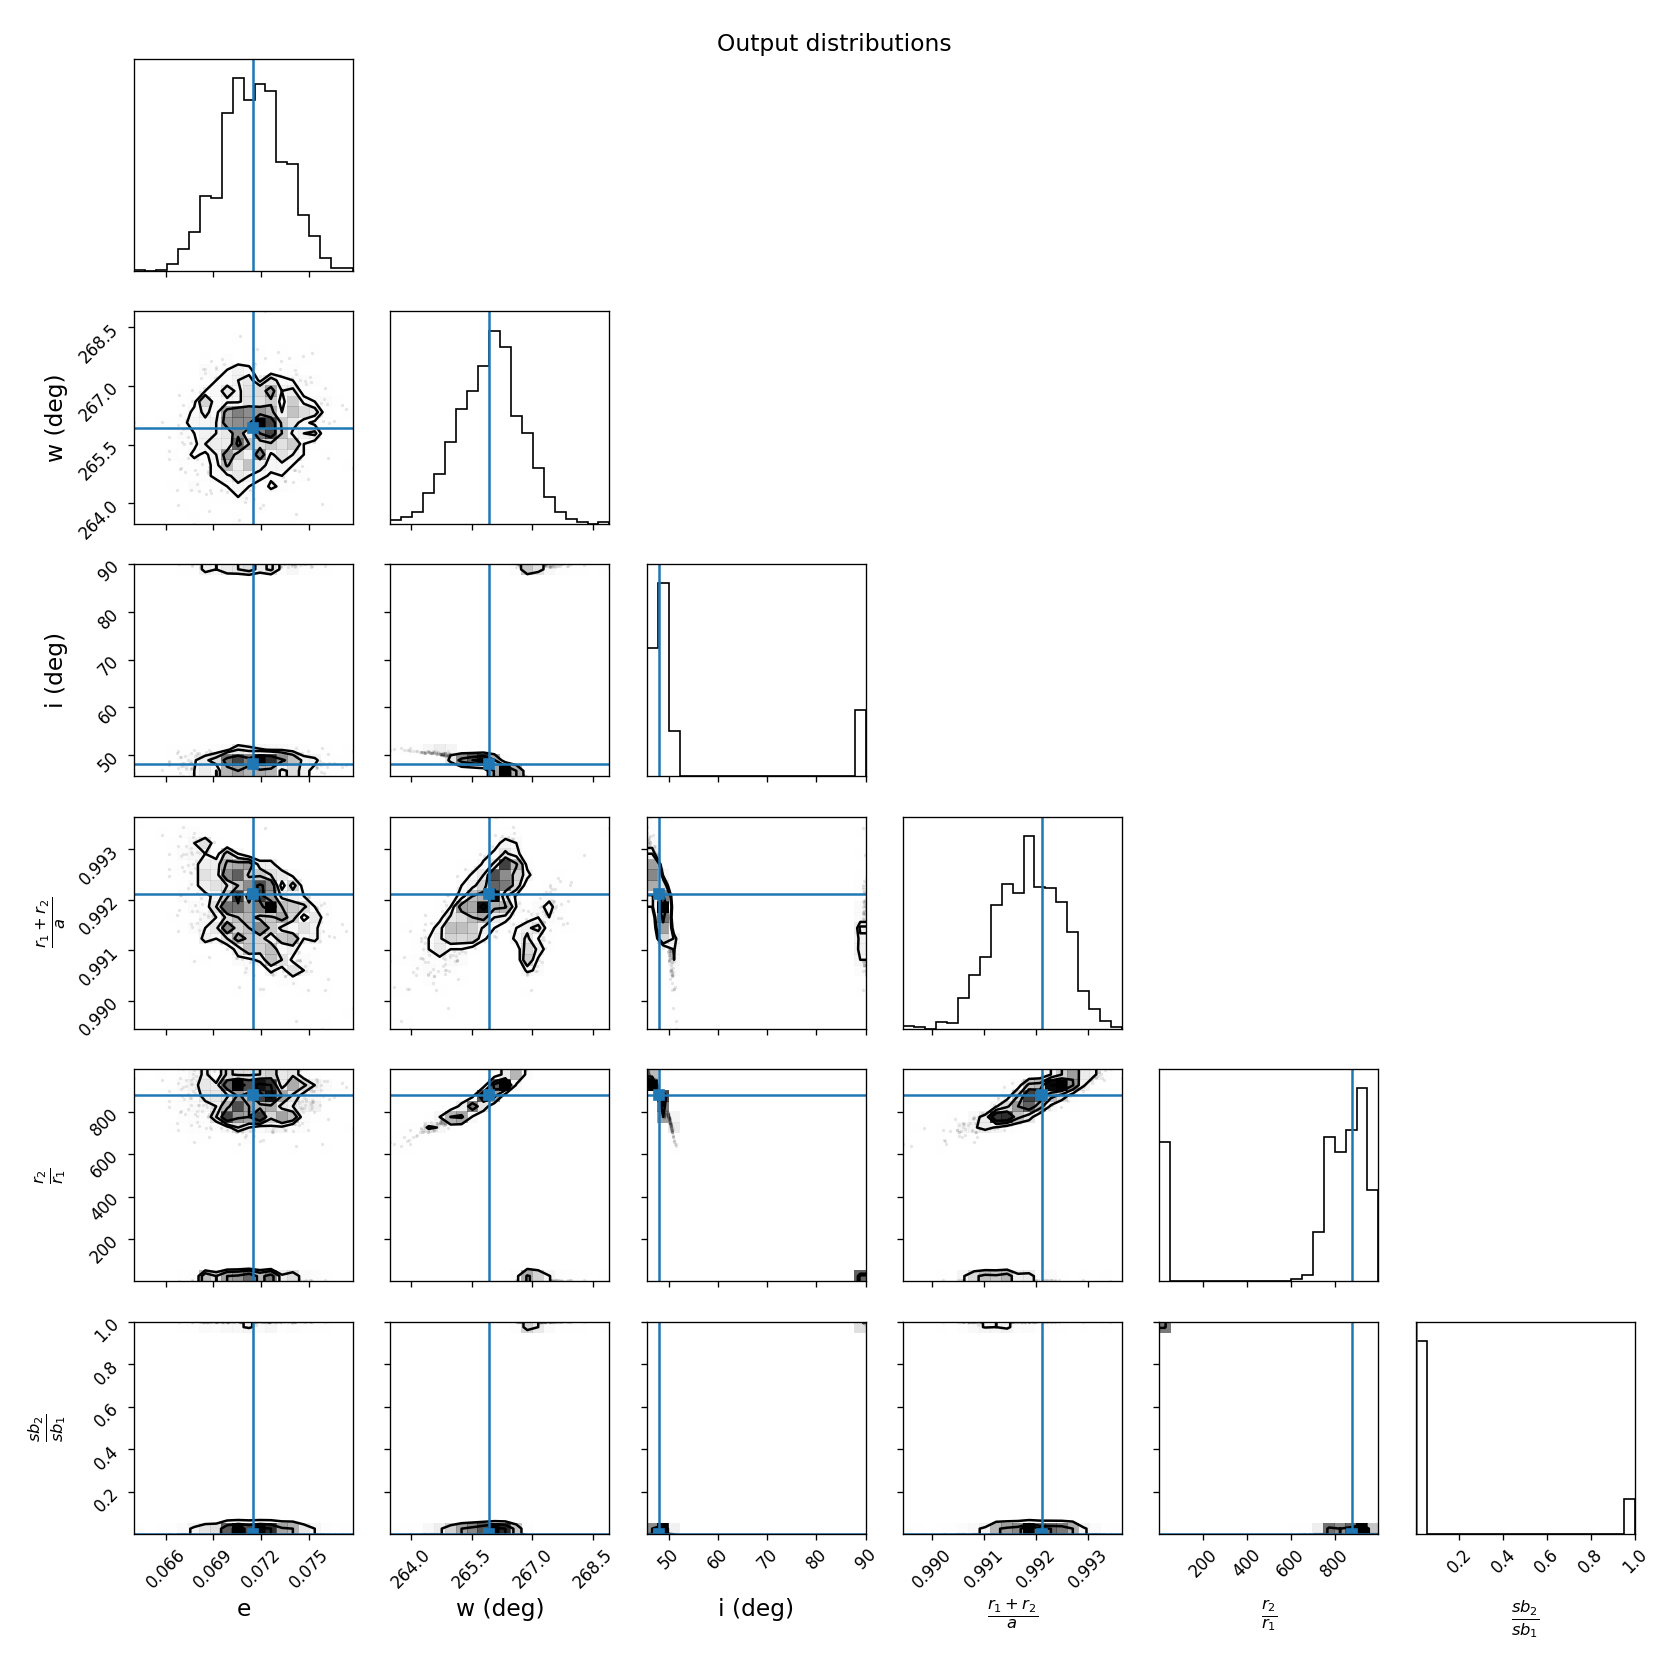 Output distributions
w (deg)
268.5
267.0
265.5
264.0
i (deg)
90
80
70
60
50
r₁ + r₂
a
0.993
0.992
0.991
0.990
r₂
r₁
800
600
400
200
sb₂
sb₁
1.0
0.8
0.6
0.4
0.2
0.066 0.069 0.072 0.075
264.0 265.5 267.0 268.5
50 60 70 80 90
0.990 0.991 0.992 0.993
200 400 600 800
0.2 0.4 0.6 0.8 1.0
e
w (deg)
i (deg)
r₁ + r₂
a
r₂
r₁
sb₂
sb₁